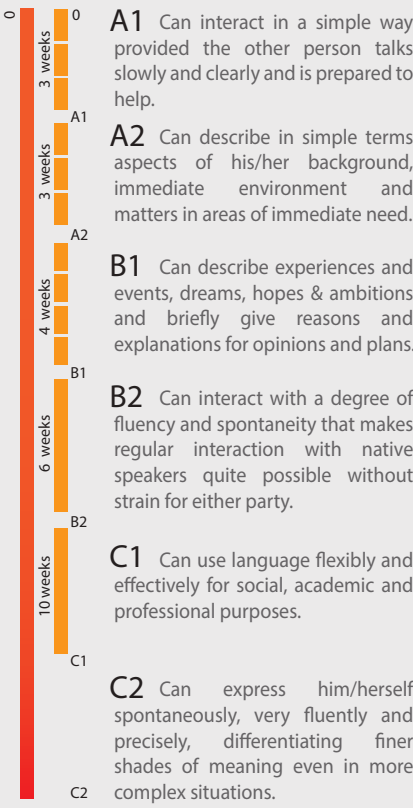 0
0
3 weeks
A1
3 weeks
A2
4 weeks
B1
6 weeks
B2
10 weeks
C1
C2
A1 Can interact in a simple way
provided the other person talks
slowly and clearly and is prepared to
help.
A2 Can describe in simple terms
aspects of his/her background,
immediate environment and
matters in areas of immediate need.
B1 Can describe experiences and
events, dreams, hopes & ambitions
and briefly give reasons and
explanations for opinions and plans.
B2 Can interact with a degree of
fluency and spontaneity that makes
regular interaction with native
speakers quite possible without
strain for either party.
C1 Can use language flexibly and
effectively for social, academic and
professional purposes.
C2 Can express him/herself
spontaneously, very fluently and
precisely, differentiating finer
shades of meaning even in more
complex situations.